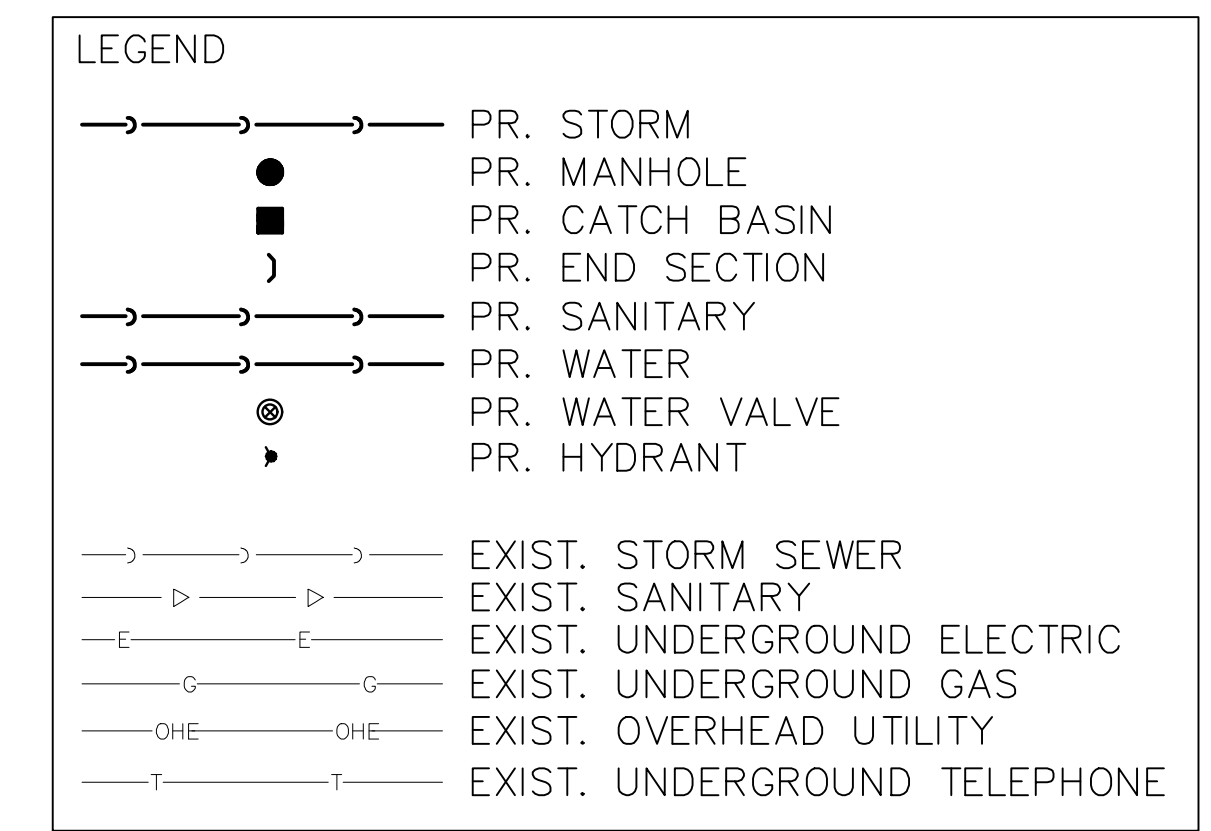 LEGEND
PR. STORM
PR. MANHOLE
PR. CATCH BASIN
PR. END SECTION
PR. SANITARY
PR. WATER
PR. WATER VALVE
PR. HYDRANT
EXIST. STORM SEWER
EXIST. SANITARY
E E EXIST. UNDERGROUND ELECTRIC
G G EXIST. UNDERGROUND GAS
OHE OHE EXIST. OVERHEAD UTILITY
T T EXIST. UNDERGROUND TELEPHONE